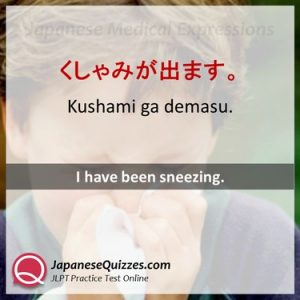 Japanese Medical Expressions
くしゃみが出ます。
Kushami ga demasu.
I have been sneezing.
JapaneseQuizzes.com
JLPT Practice Test Online